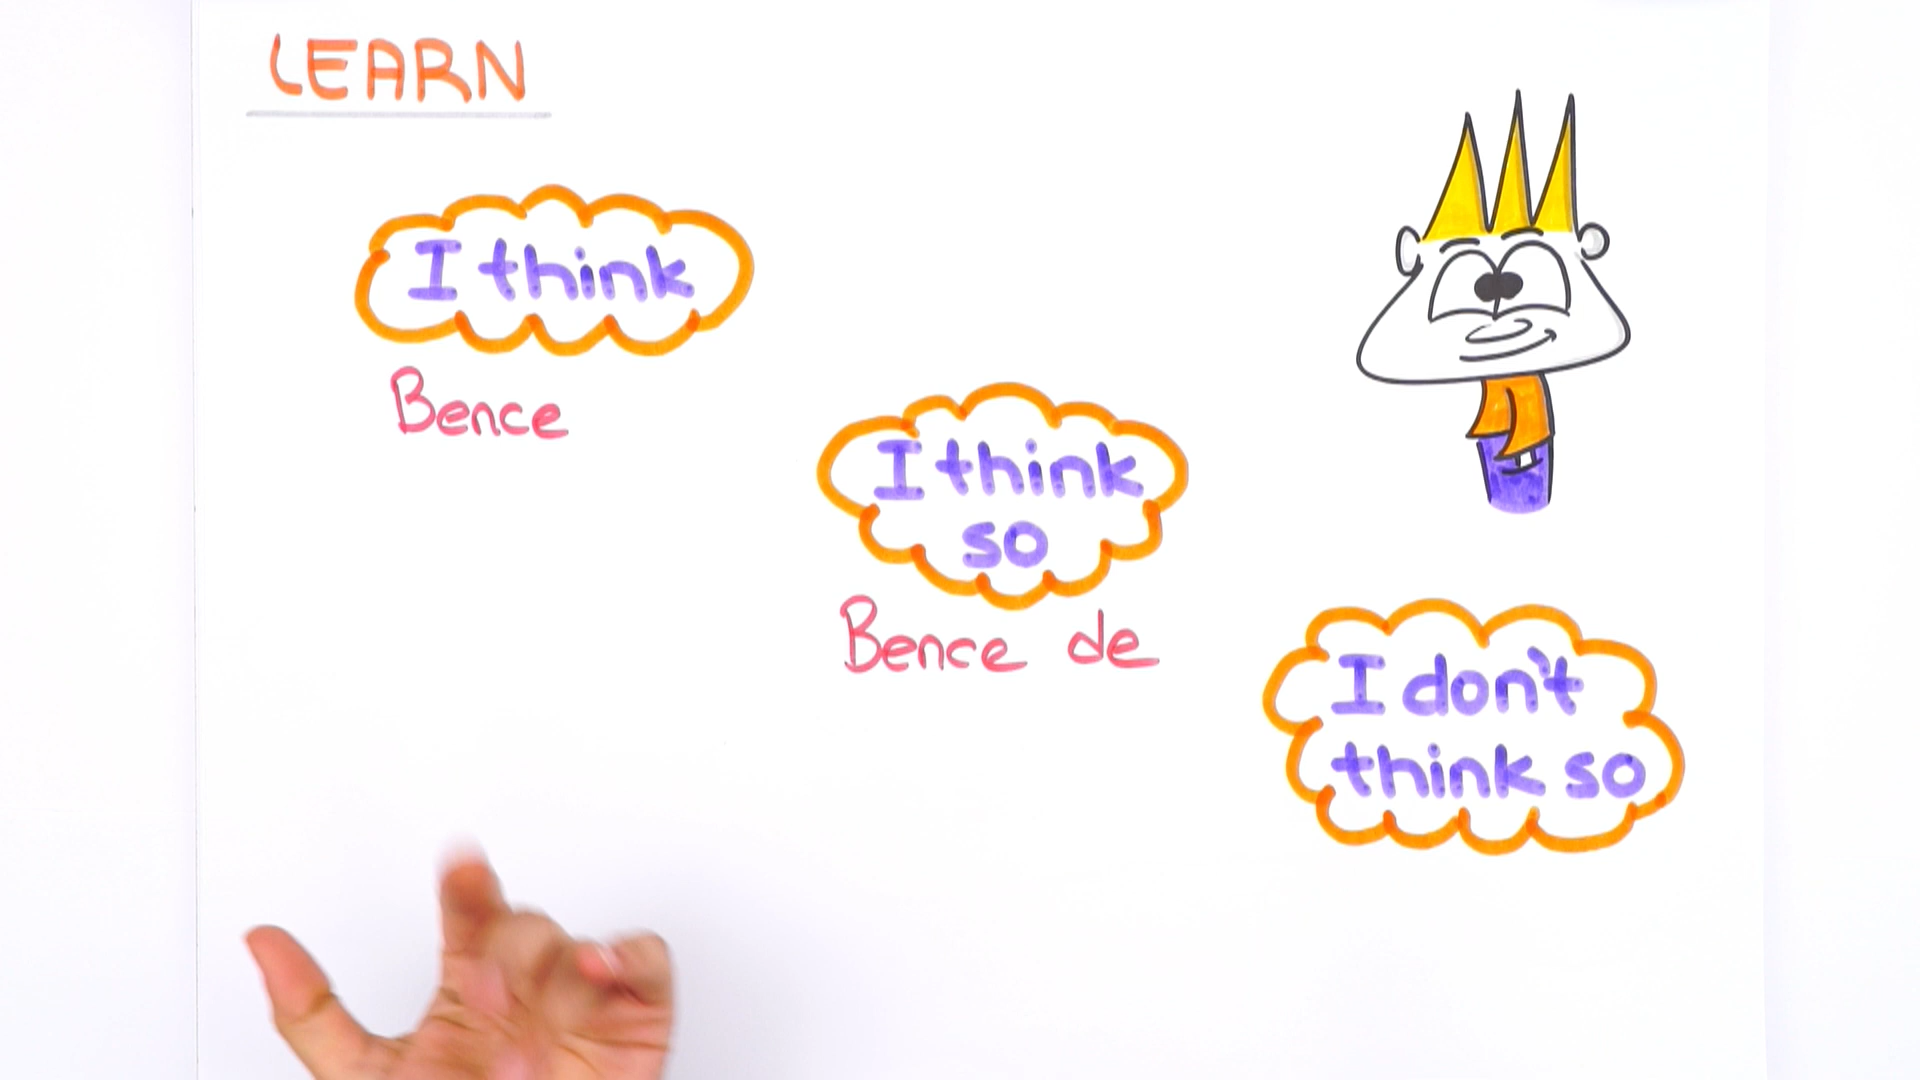 LEARN
I think
Bence
I think
so
Bence de
I don't
think so